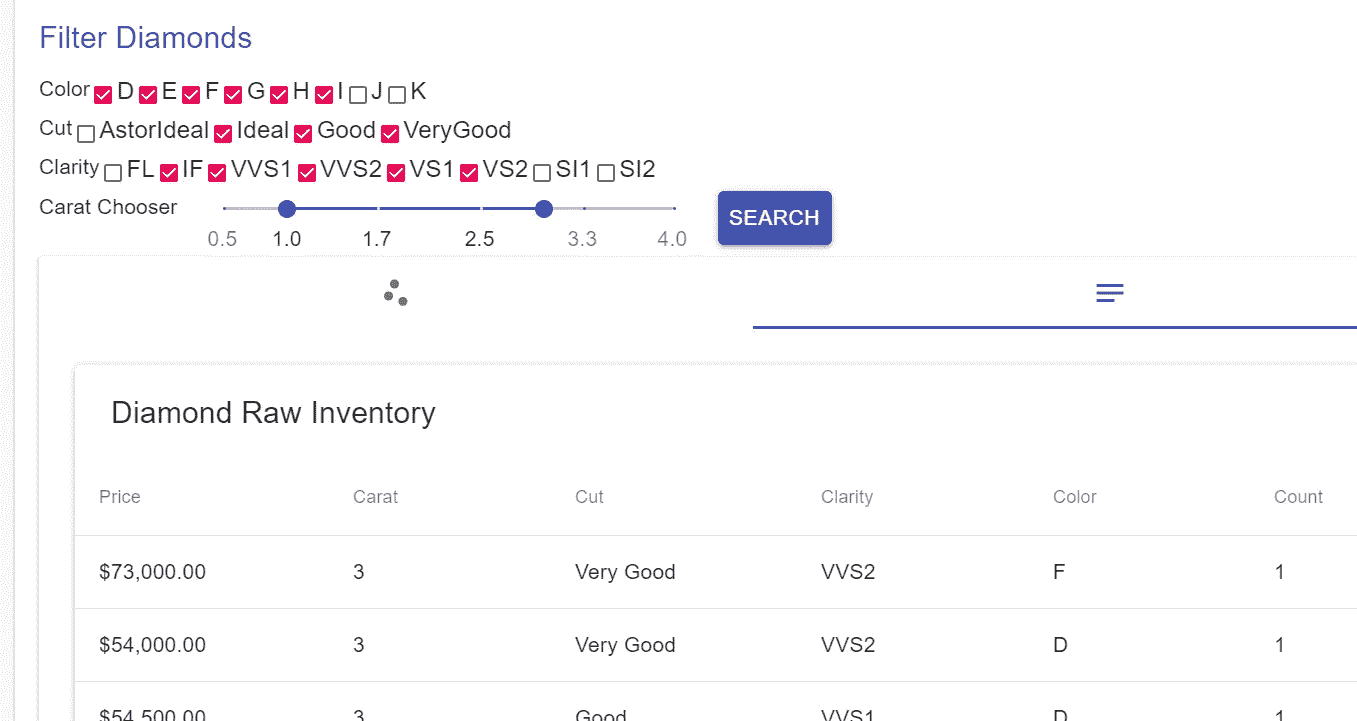 Filter Diamonds
Color D E F G H I J K
Cut AstorIdeal Ideal Good VeryGood
Clarity FL IF VVS1 VVS2 VS1 VS2 SI1 SI2
Carat Chooser SEARCH
0.5 1.0 1.7 2.5 3.3 4.0
Diamond Raw Inventory
Price Carat Cut Clarity Color Count
$73,000.00 3 Very Good VVS2 F 1
$54,000.00 3 Very Good VVS2 D 1
$54,500.00 3 Good VVS1 D 1